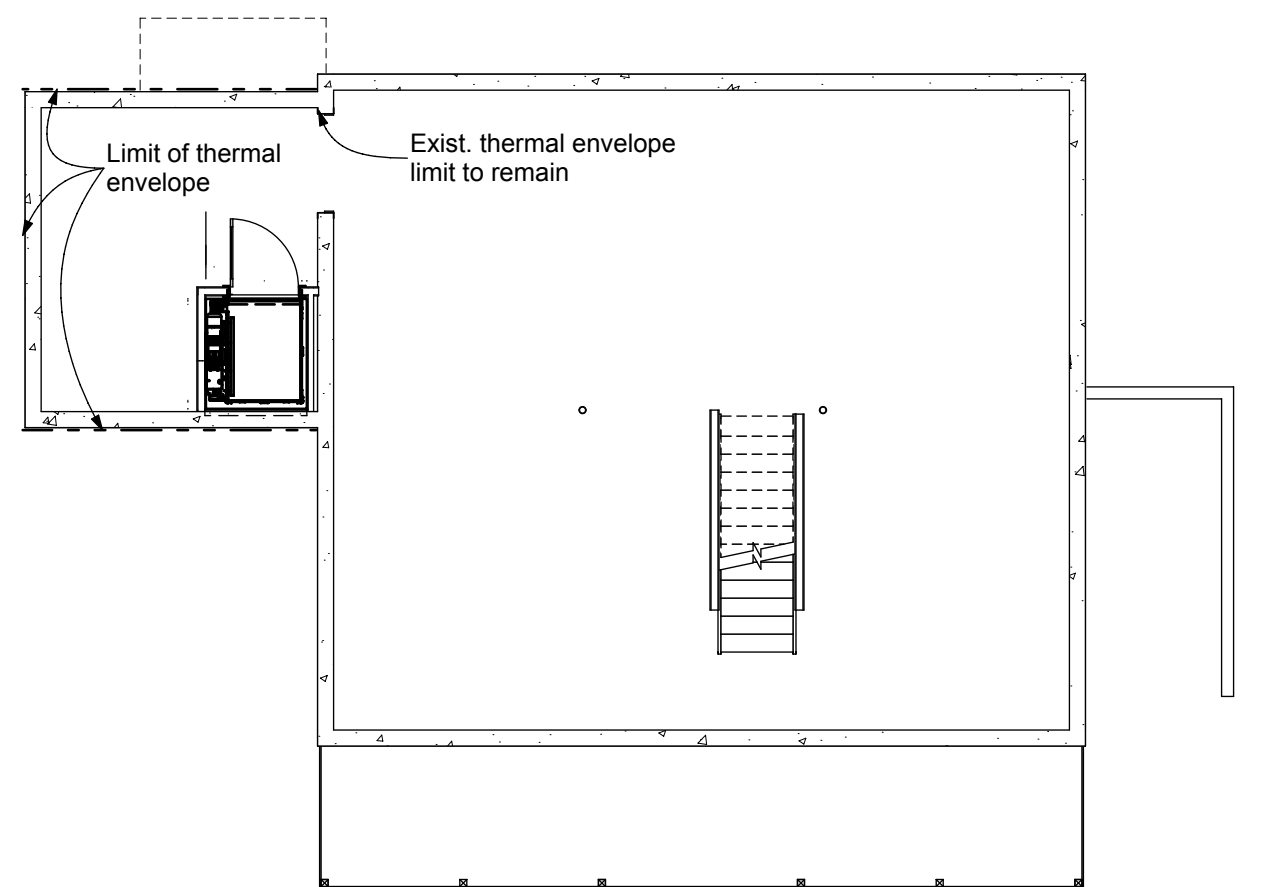 Limit of thermal
envelope
Exist. thermal envelope
limit to remain